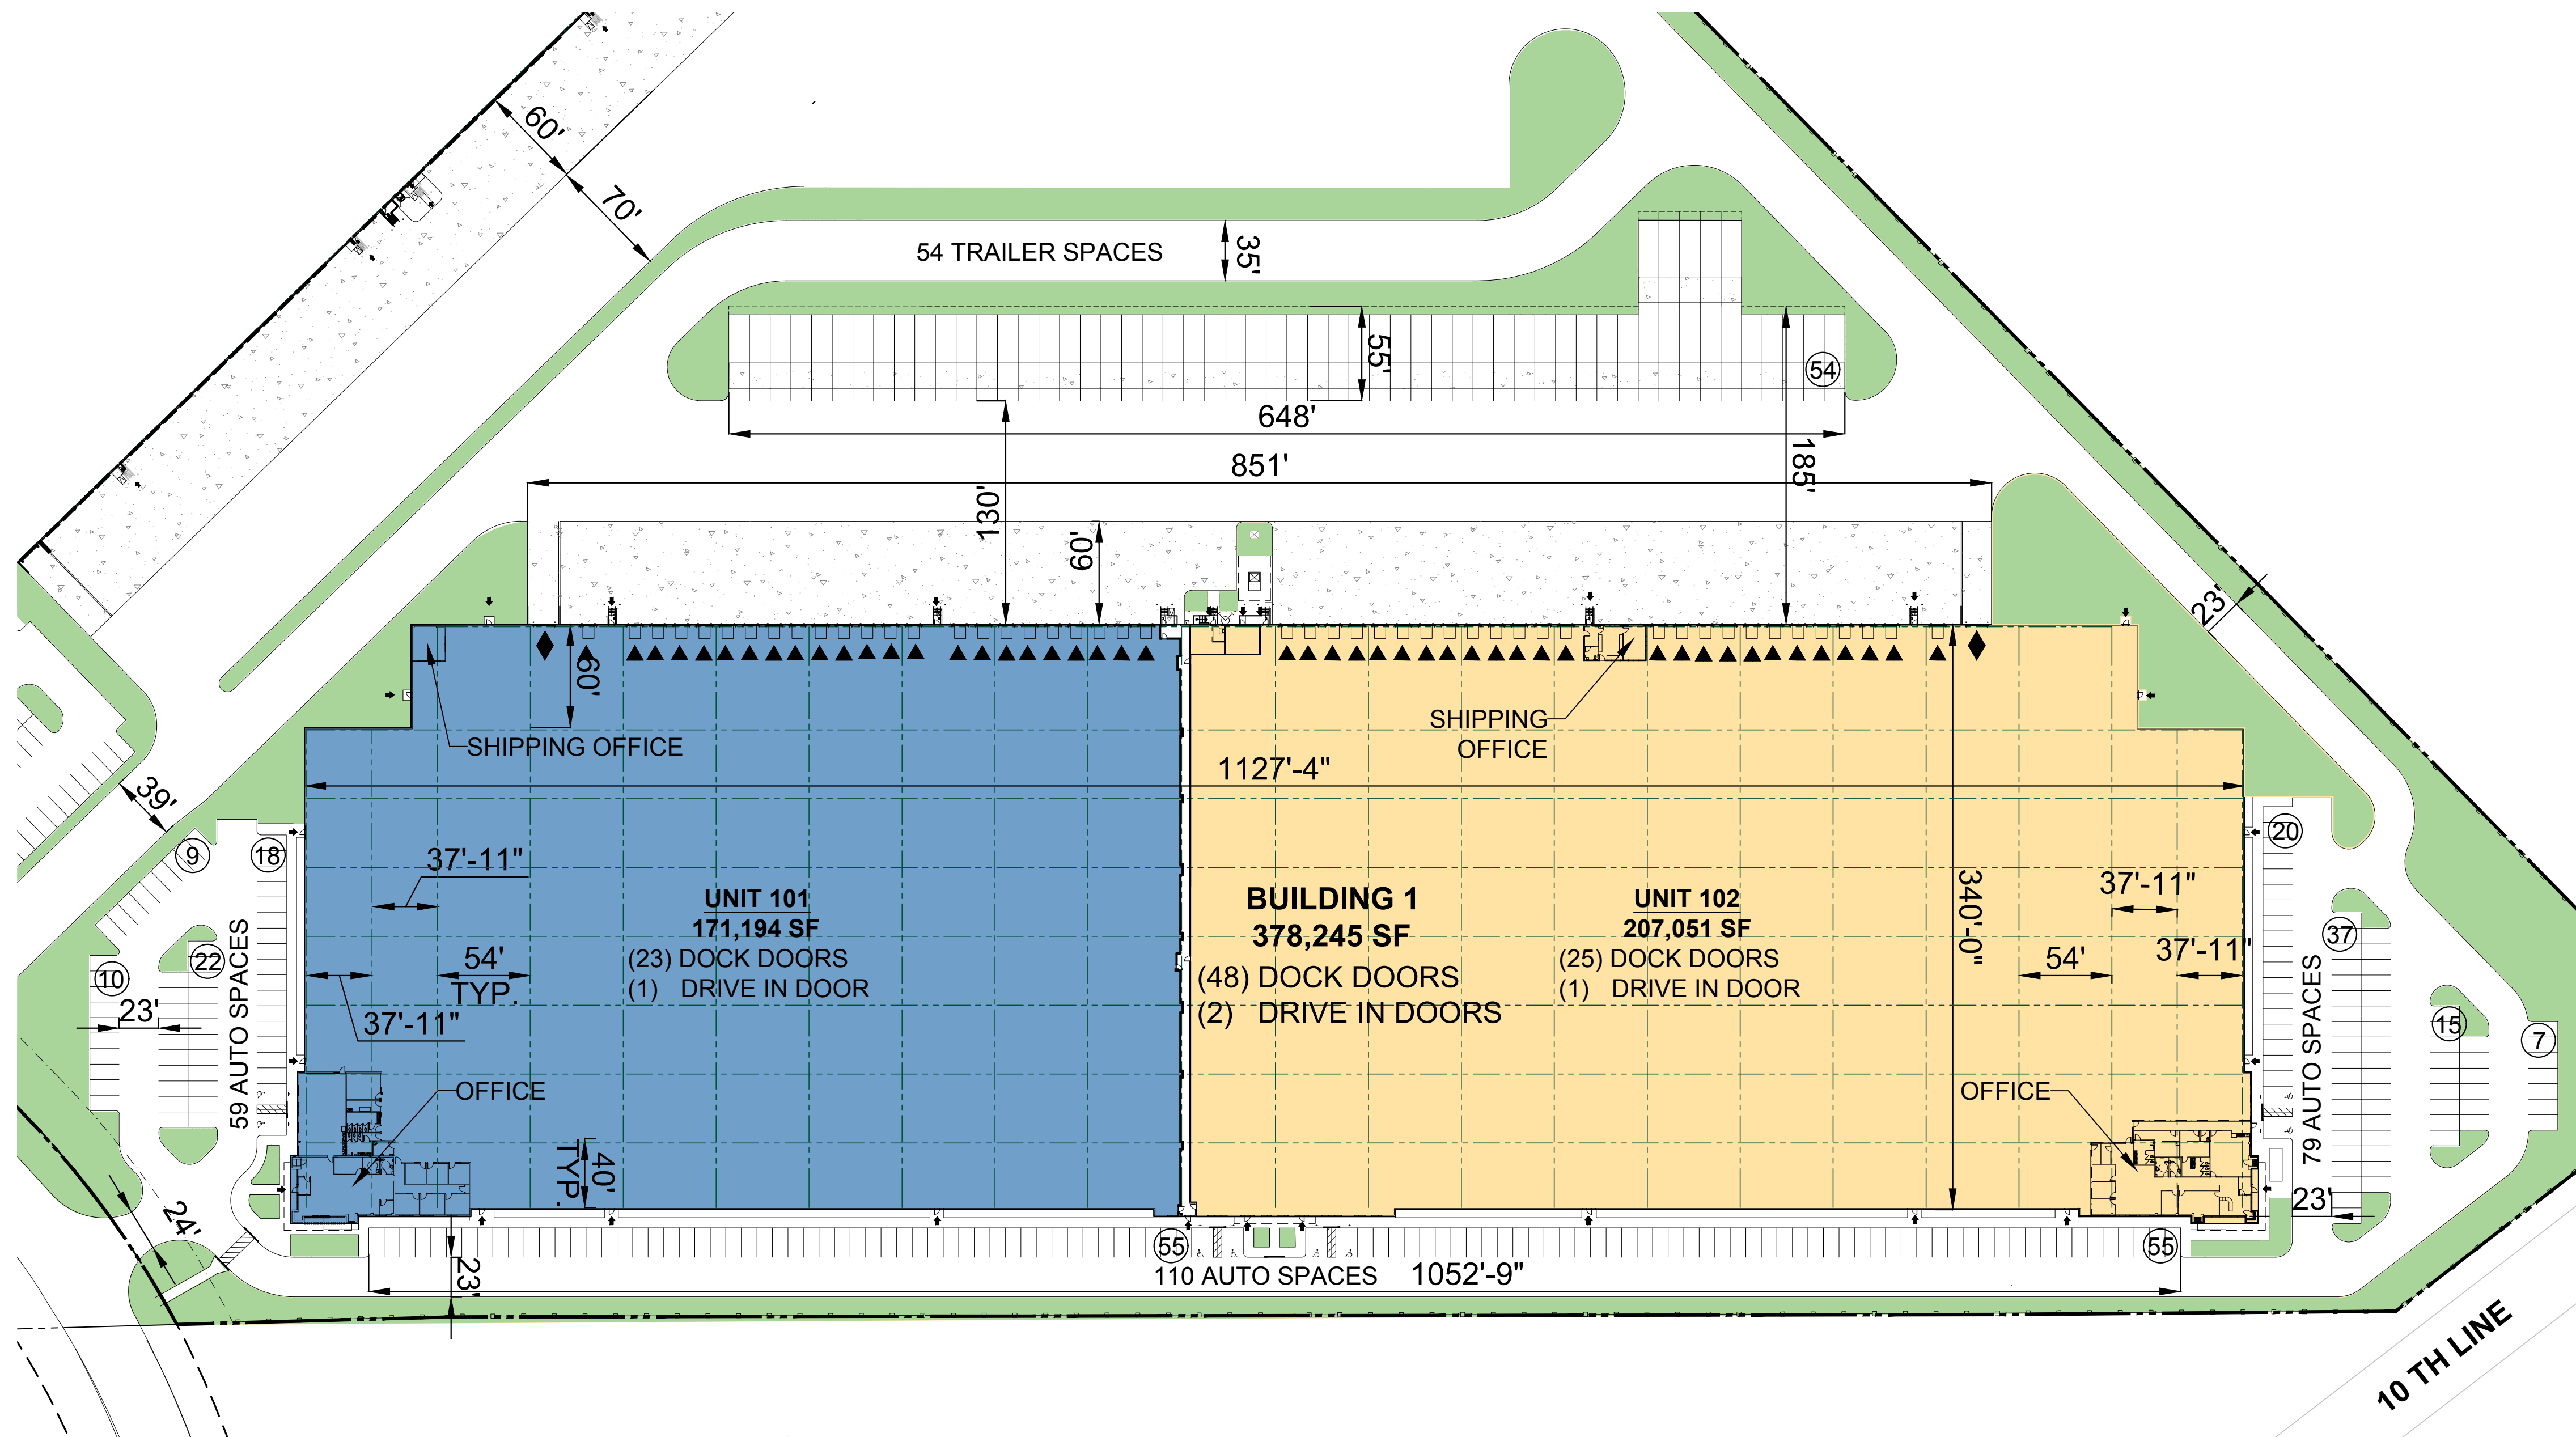 60'
70'
54 TRAILER SPACES
35'
55'
54
648'
851'
185'
130'
60'
23'
60'
SHIPPING OFFICE
SHIPPING
OFFICE
1127'-4"
39'
9
18
20
37'-11"
UNIT 101
171,194 SF
(23) DOCK DOORS
(1) DRIVE IN DOOR
BUILDING 1
378,245 SF
(48) DOCK DOORS
(2) DRIVE IN DOORS
UNIT 102
207,051 SF
(25) DOCK DOORS
(1) DRIVE IN DOOR
340'-0"
37'-11"
37'-11"
54'
37
10
22
23'
59 AUTO SPACES
54'
TYP.
37'-11"
15
7
79 AUTO SPACES
OFFICE
OFFICE
40'
TYP.
23'
24'
23'
55
55
110 AUTO SPACES 1052'-9"
10 TH LINE